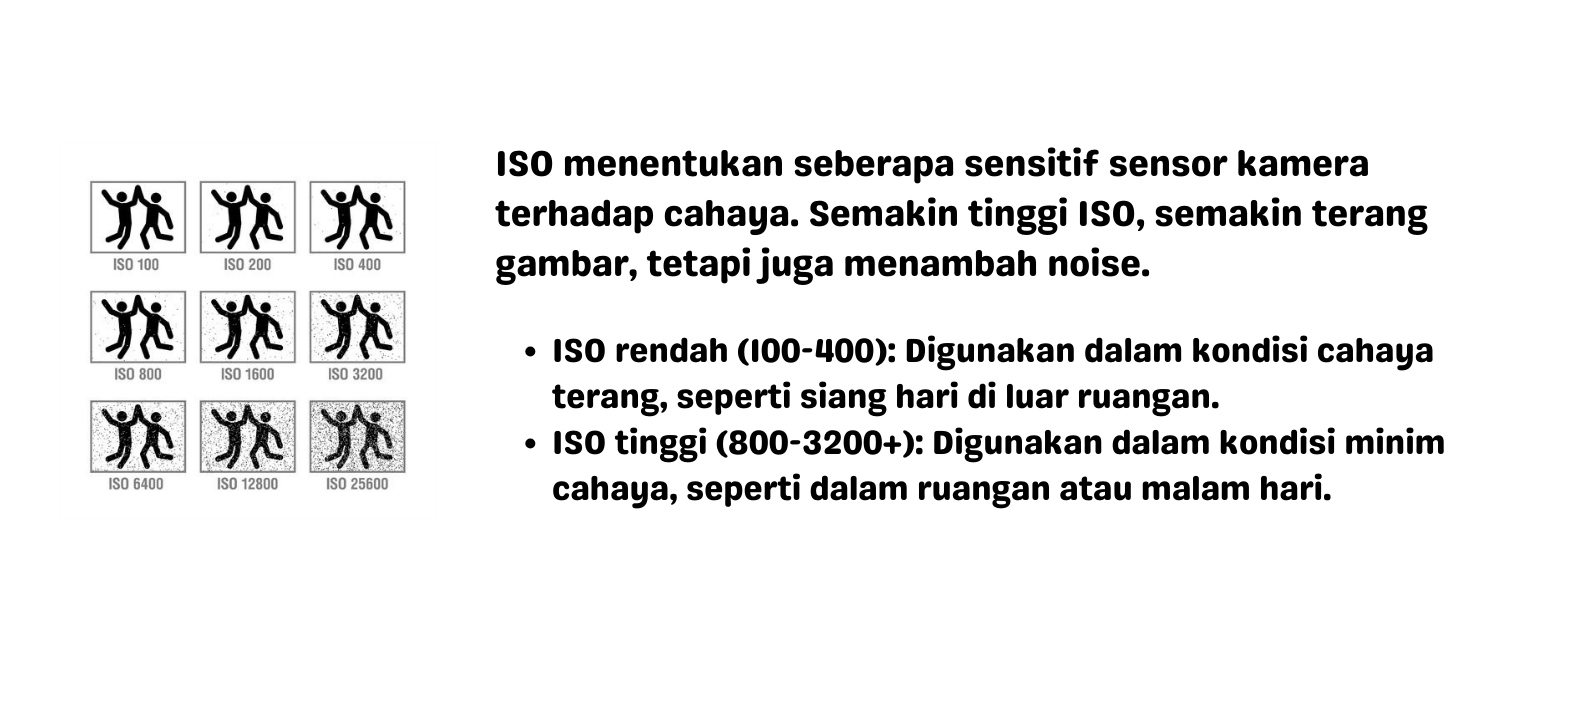 ISO 100 ISO 200 ISO 400
ISO 800 ISO 1600 ISO 3200
ISO 6400 ISO 12800 ISO 25600
ISO menentukan seberapa sensitif sensor kamera
terhadap cahaya. Semakin tinggi ISO, semakin terang
gambar, tetapi juga menambah noise.
• ISO rendah (100-400): Digunakan dalam kondisi cahaya
terang, seperti siang hari di luar ruangan.
• ISO tinggi (800-3200+): Digunakan dalam kondisi minim
cahaya, seperti dalam ruangan atau malam hari.